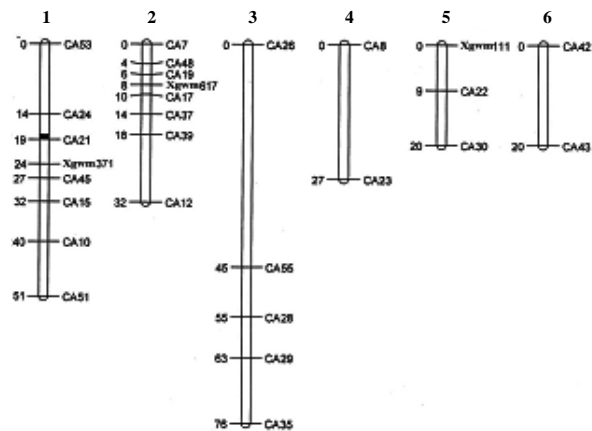 1 2 3 4 5 6
0 CA53
14 CA24
19 CA21
24 Xgwm371
27 CA45
32 CA15
40 CA10
51 CA51
0 CA7
4 CA48
6 CA19
8 Xgwm617
10 CA17
14 CA37
18 CA39
32 CA12
0 CA26
45 CA55
55 CA28
63 CA29
76 CA35
0 CA8
27 CA23
0 Xgwm111
9 CA22
20 CA30
0 CA42
20 CA43